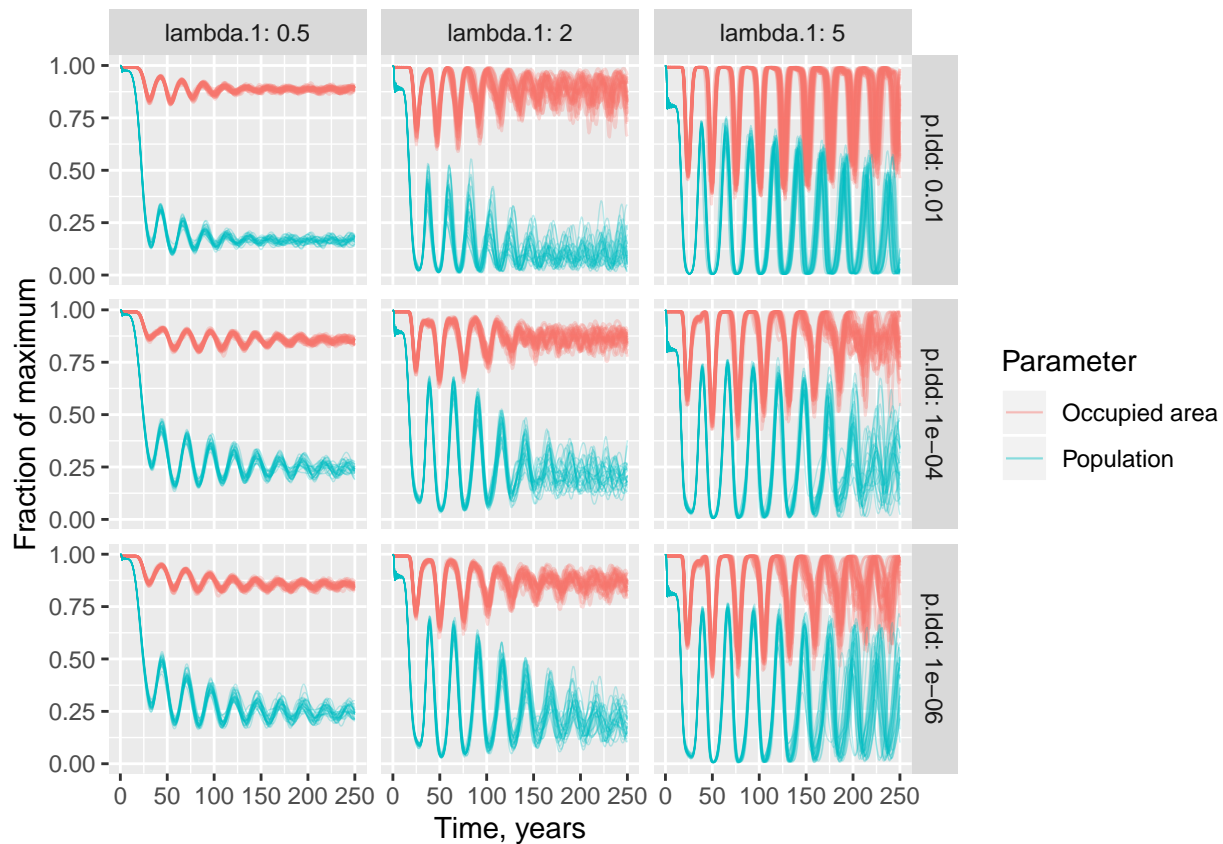 lambda.1: 0.5 lambda.1: 2 lambda.1: 5
1.00
0.75
0.50
0.25
0.00
p.ldd: 0.01
1.00
0.75
0.50
0.25
0.00
p.ldd: 1e−04
1.00
0.75
0.50
0.25
0.00
p.ldd: 1e−06
0 50 100 150 200 250 0 50 100 150 200 250 0 50 100 150 200 250
Time, years
Fraction of maximum
Parameter
Occupied area
Population